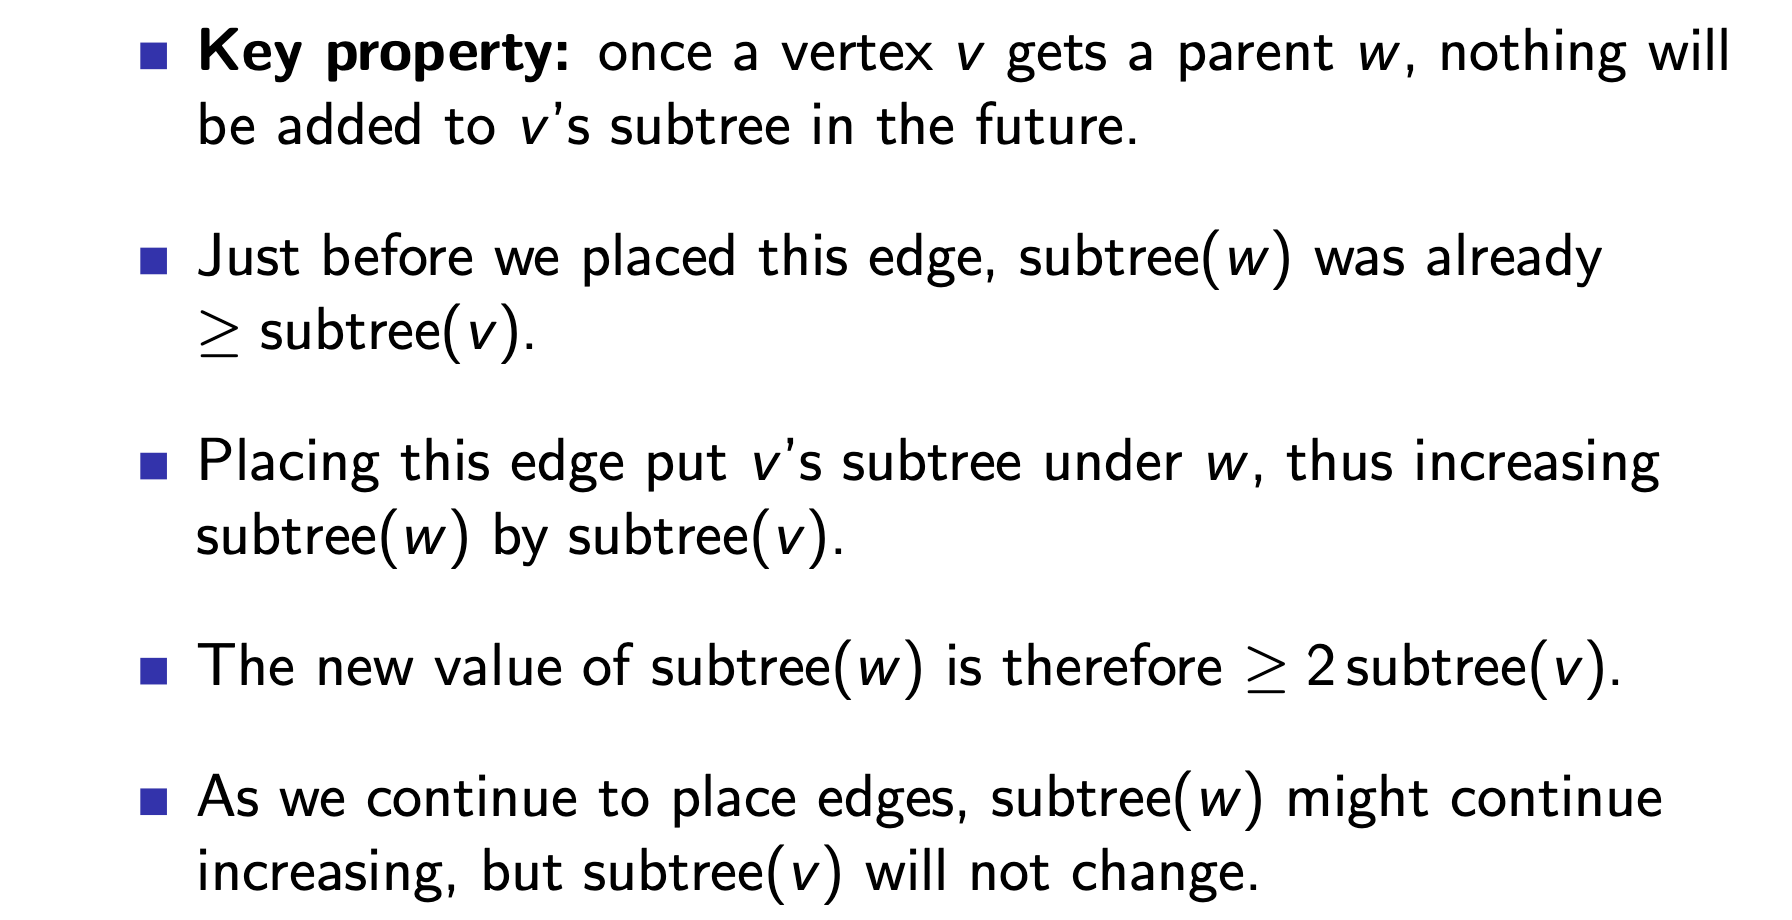 Key property: once a vertex v gets a parent w, nothing will
be added to v’s subtree in the future.
Just before we placed this edge, subtree(w) was already
≥ subtree(v).
Placing this edge put v’s subtree under w, thus increasing
subtree(w) by subtree(v).
The new value of subtree(w) is therefore ≥ 2 subtree(v).
As we continue to place edges, subtree(w) might continue
increasing, but subtree(v) will not change.